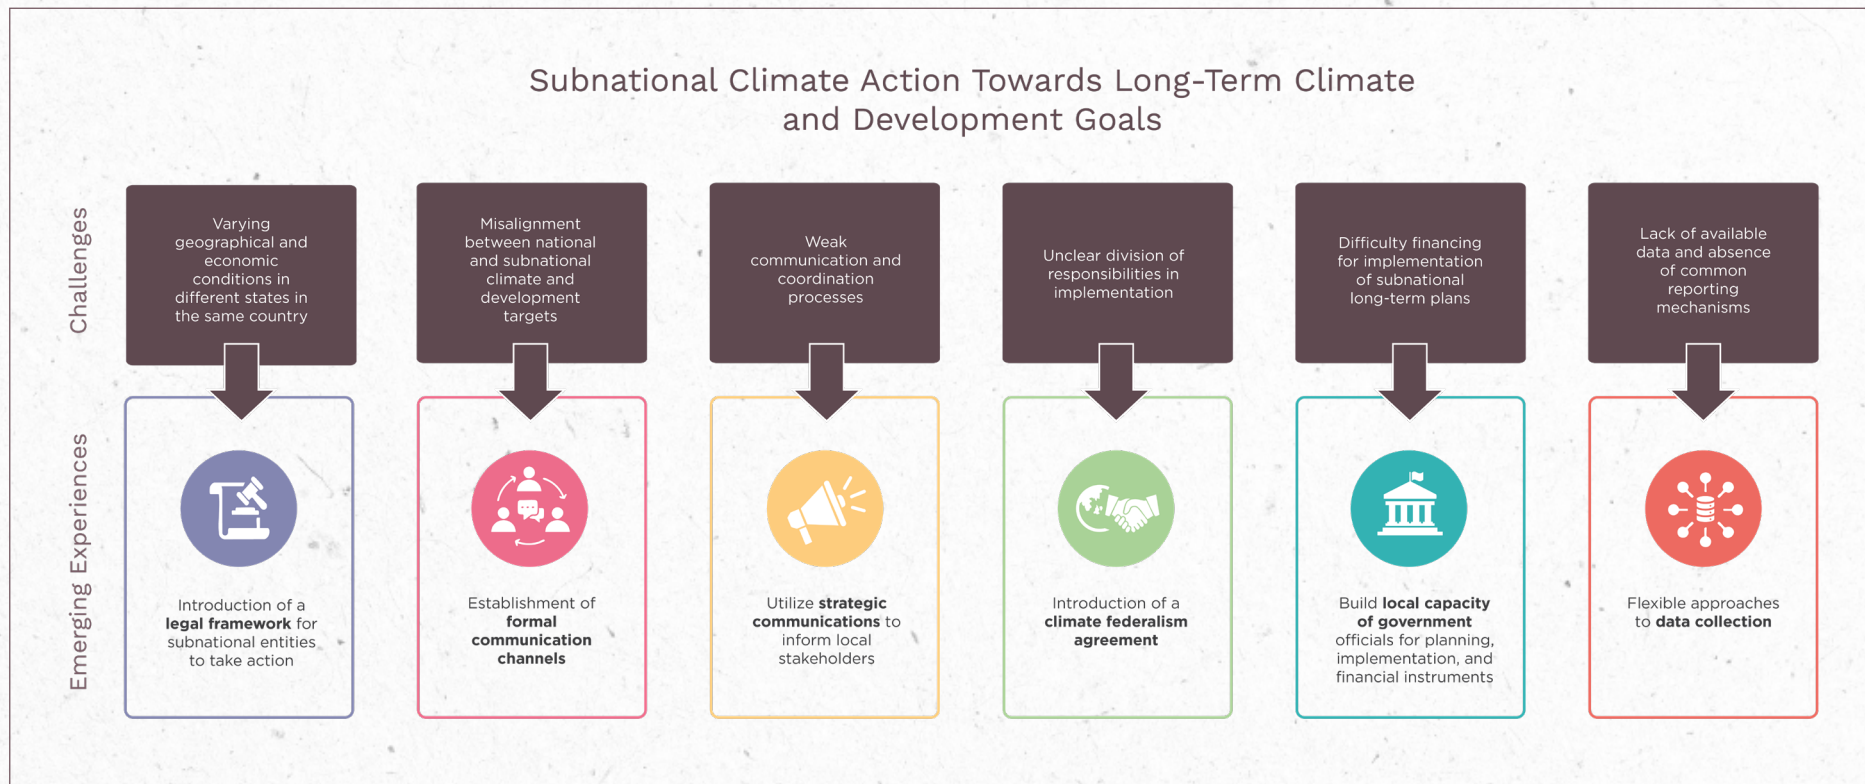 Subnational Climate Action Towards Long-Term Climate
and Development Goals
Challenges
Varying
geographical and
economic
conditions in
different states in
the same country
Misalignment
between national
and subnational
climate and
development
targets
Weak
communication and
coordination
processes
Unclear division of
responsibilities in
implementation
Difficulty financing
for implementation
of subnational
long-term plans
Lack of available
data and absence
of common
reporting
mechanisms
Emerging Experiences
Introduction of a
legal framework for
subnational entities
to take action
Establishment of
formal
communication
channels
Utilize strategic
communications to
inform local
stakeholders
Introduction of a
climate federalism
agreement
Build local capacity
of government
officials for planning,
implementation, and
financial instruments
Flexible approaches
to data collection